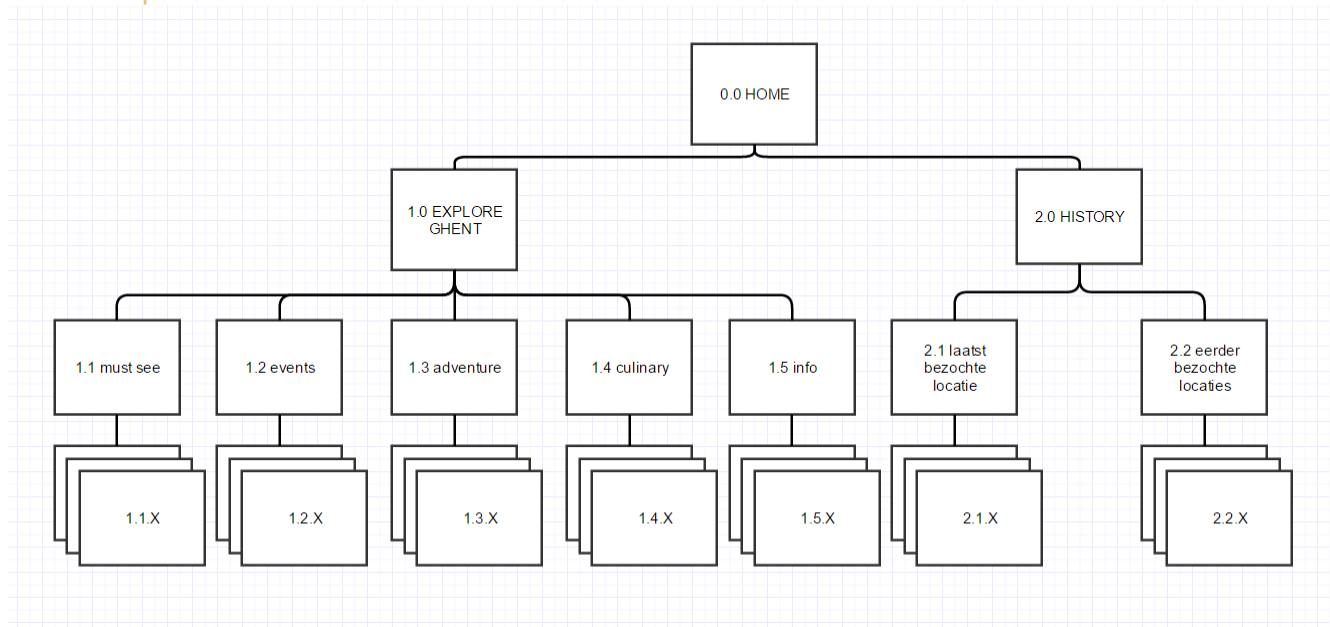 0.0 HOME
1.0 EXPLORE
GHENT
2.0 HISTORY
1.1 must see
1.2 events
1.3 adventure
1.4 culinary
1.5 info
2.1 laatst
bezochte
locatie
2.2 eerder
bezochte
locaties
1.1.X
1.2.X
1.3.X
1.4.X
1.5.X
2.1.X
2.2.X